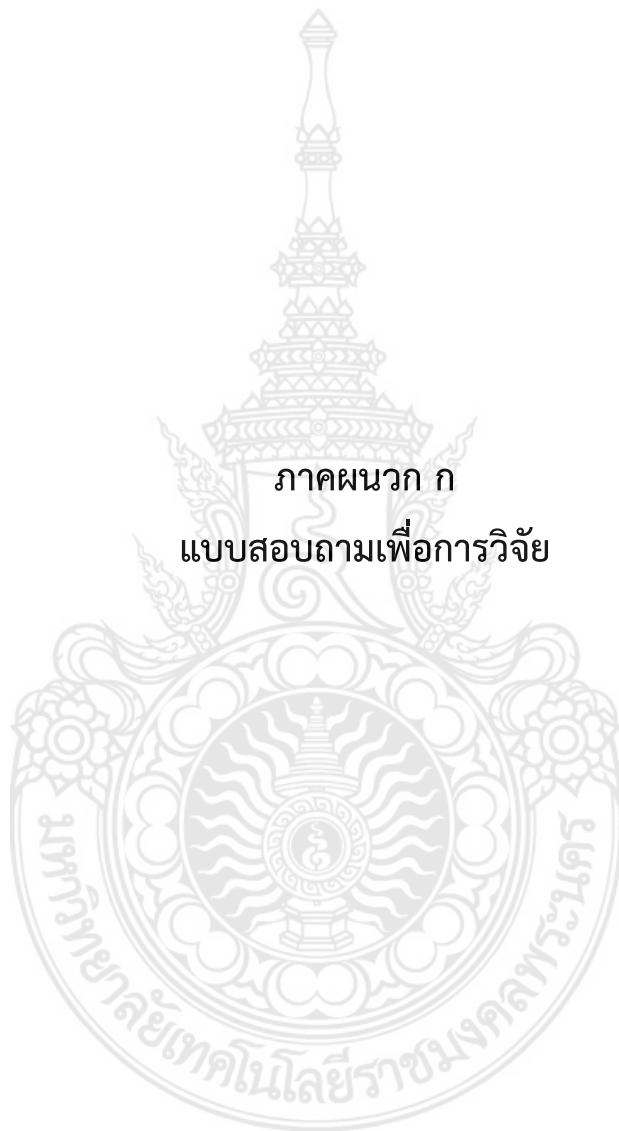 ภาคผนวก ก
แบบสอบถามเพื่อการวิจัย
มหาวิทยาลัยเทคโนโลยีราชมงคลพระนคร